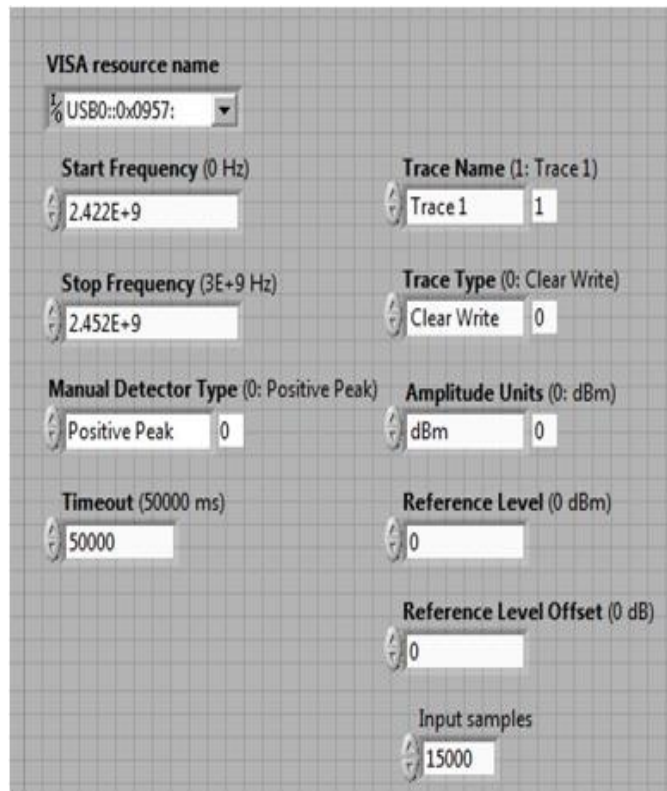 VISA resource name
I/O USB0::0x0957:
Start Frequency (0 Hz)
2.422E+9
Stop Frequency (3E+9 Hz)
2.452E+9
Manual Detector Type (0: Positive Peak)
Positive Peak 0
Timeout (50000 ms)
50000
Trace Name (1: Trace 1)
Trace 1 1
Trace Type (0: Clear Write)
Clear Write 0
Amplitude Units (0: dBm)
dBm 0
Reference Level (0 dBm)
0
Reference Level Offset (0 dB)
0
Input samples
15000